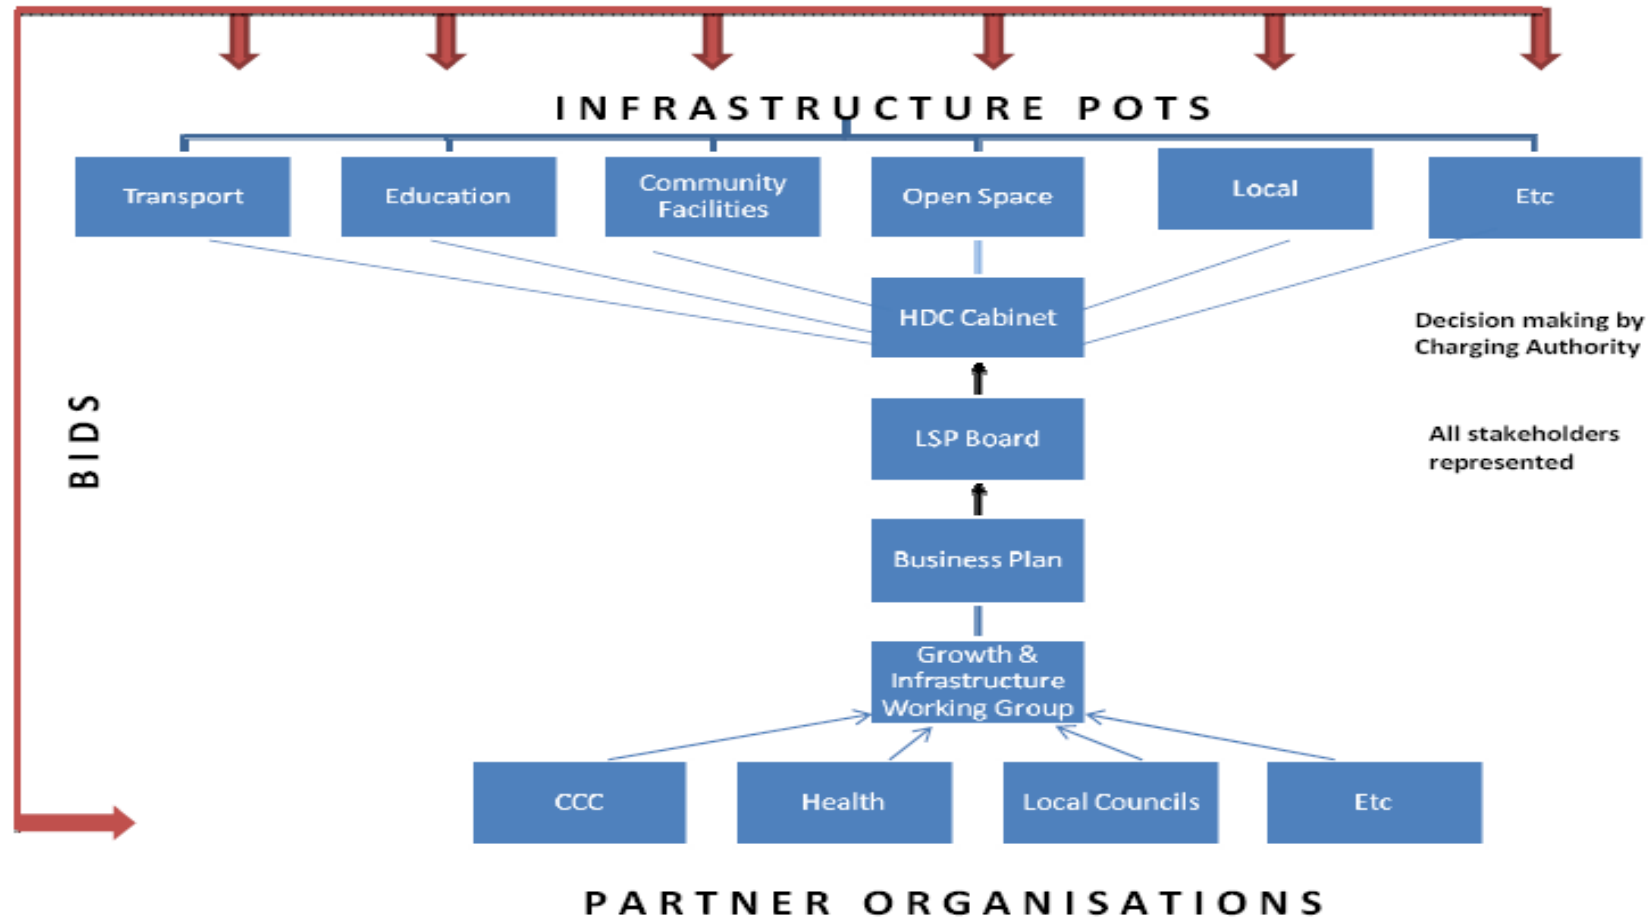 INFRASTRUCTURE POTS
Transport
Education
Community
Facilities
Open Space
Local
Etc
HDC Cabinet
Decision making by
Charging Authority
BIDS
LSP Board
All stakeholders
represented
Business Plan
Growth &
Infrastructure
Working Group
CCC
Health
Local Councils
Etc
PARTNER ORGANISATIONS